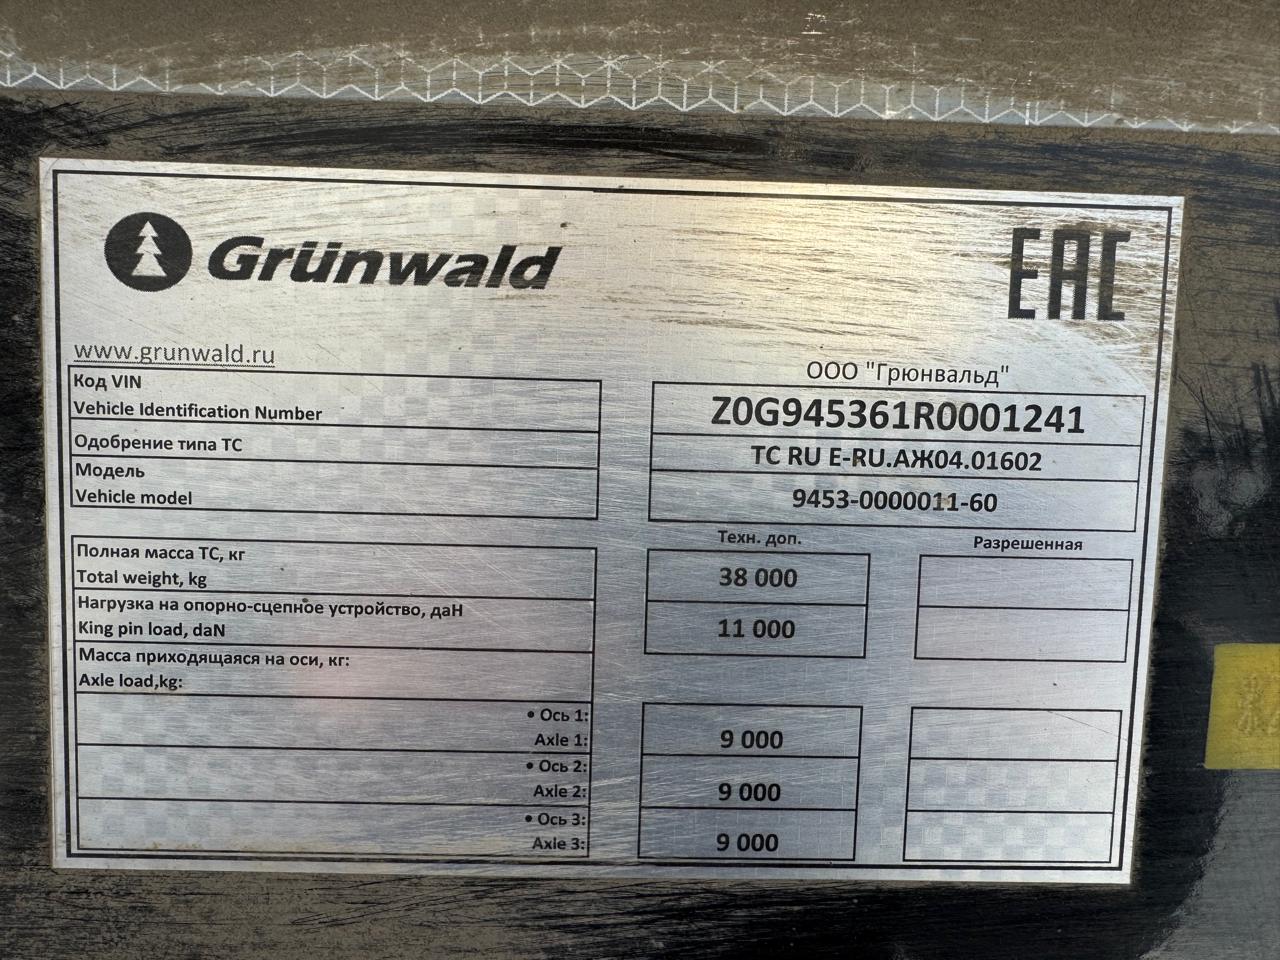 Grünwald
EAC
www.grunwald.ru
ООО "Грюнвальд"
Код VIN
Vehicle Identification Number
Z0G945361R0001241
Одобрение типа ТС
ТС RU E-RU.АЖ04.01602
Модель
Vehicle model
9453-0000011-60
Техн. доп.
Разрешенная
Полная масса ТС, кг
Total weight, kg
38 000
Нагрузка на опорно-сцепное устройство, даН
King pin load, daN
11 000
Масса приходящаяся на оси, кг:
Axle load,kg:
• Ось 1:
Axle 1:
9 000
• Ось 2:
Axle 2:
9 000
• Ось 3:
Axle 3:
9 000